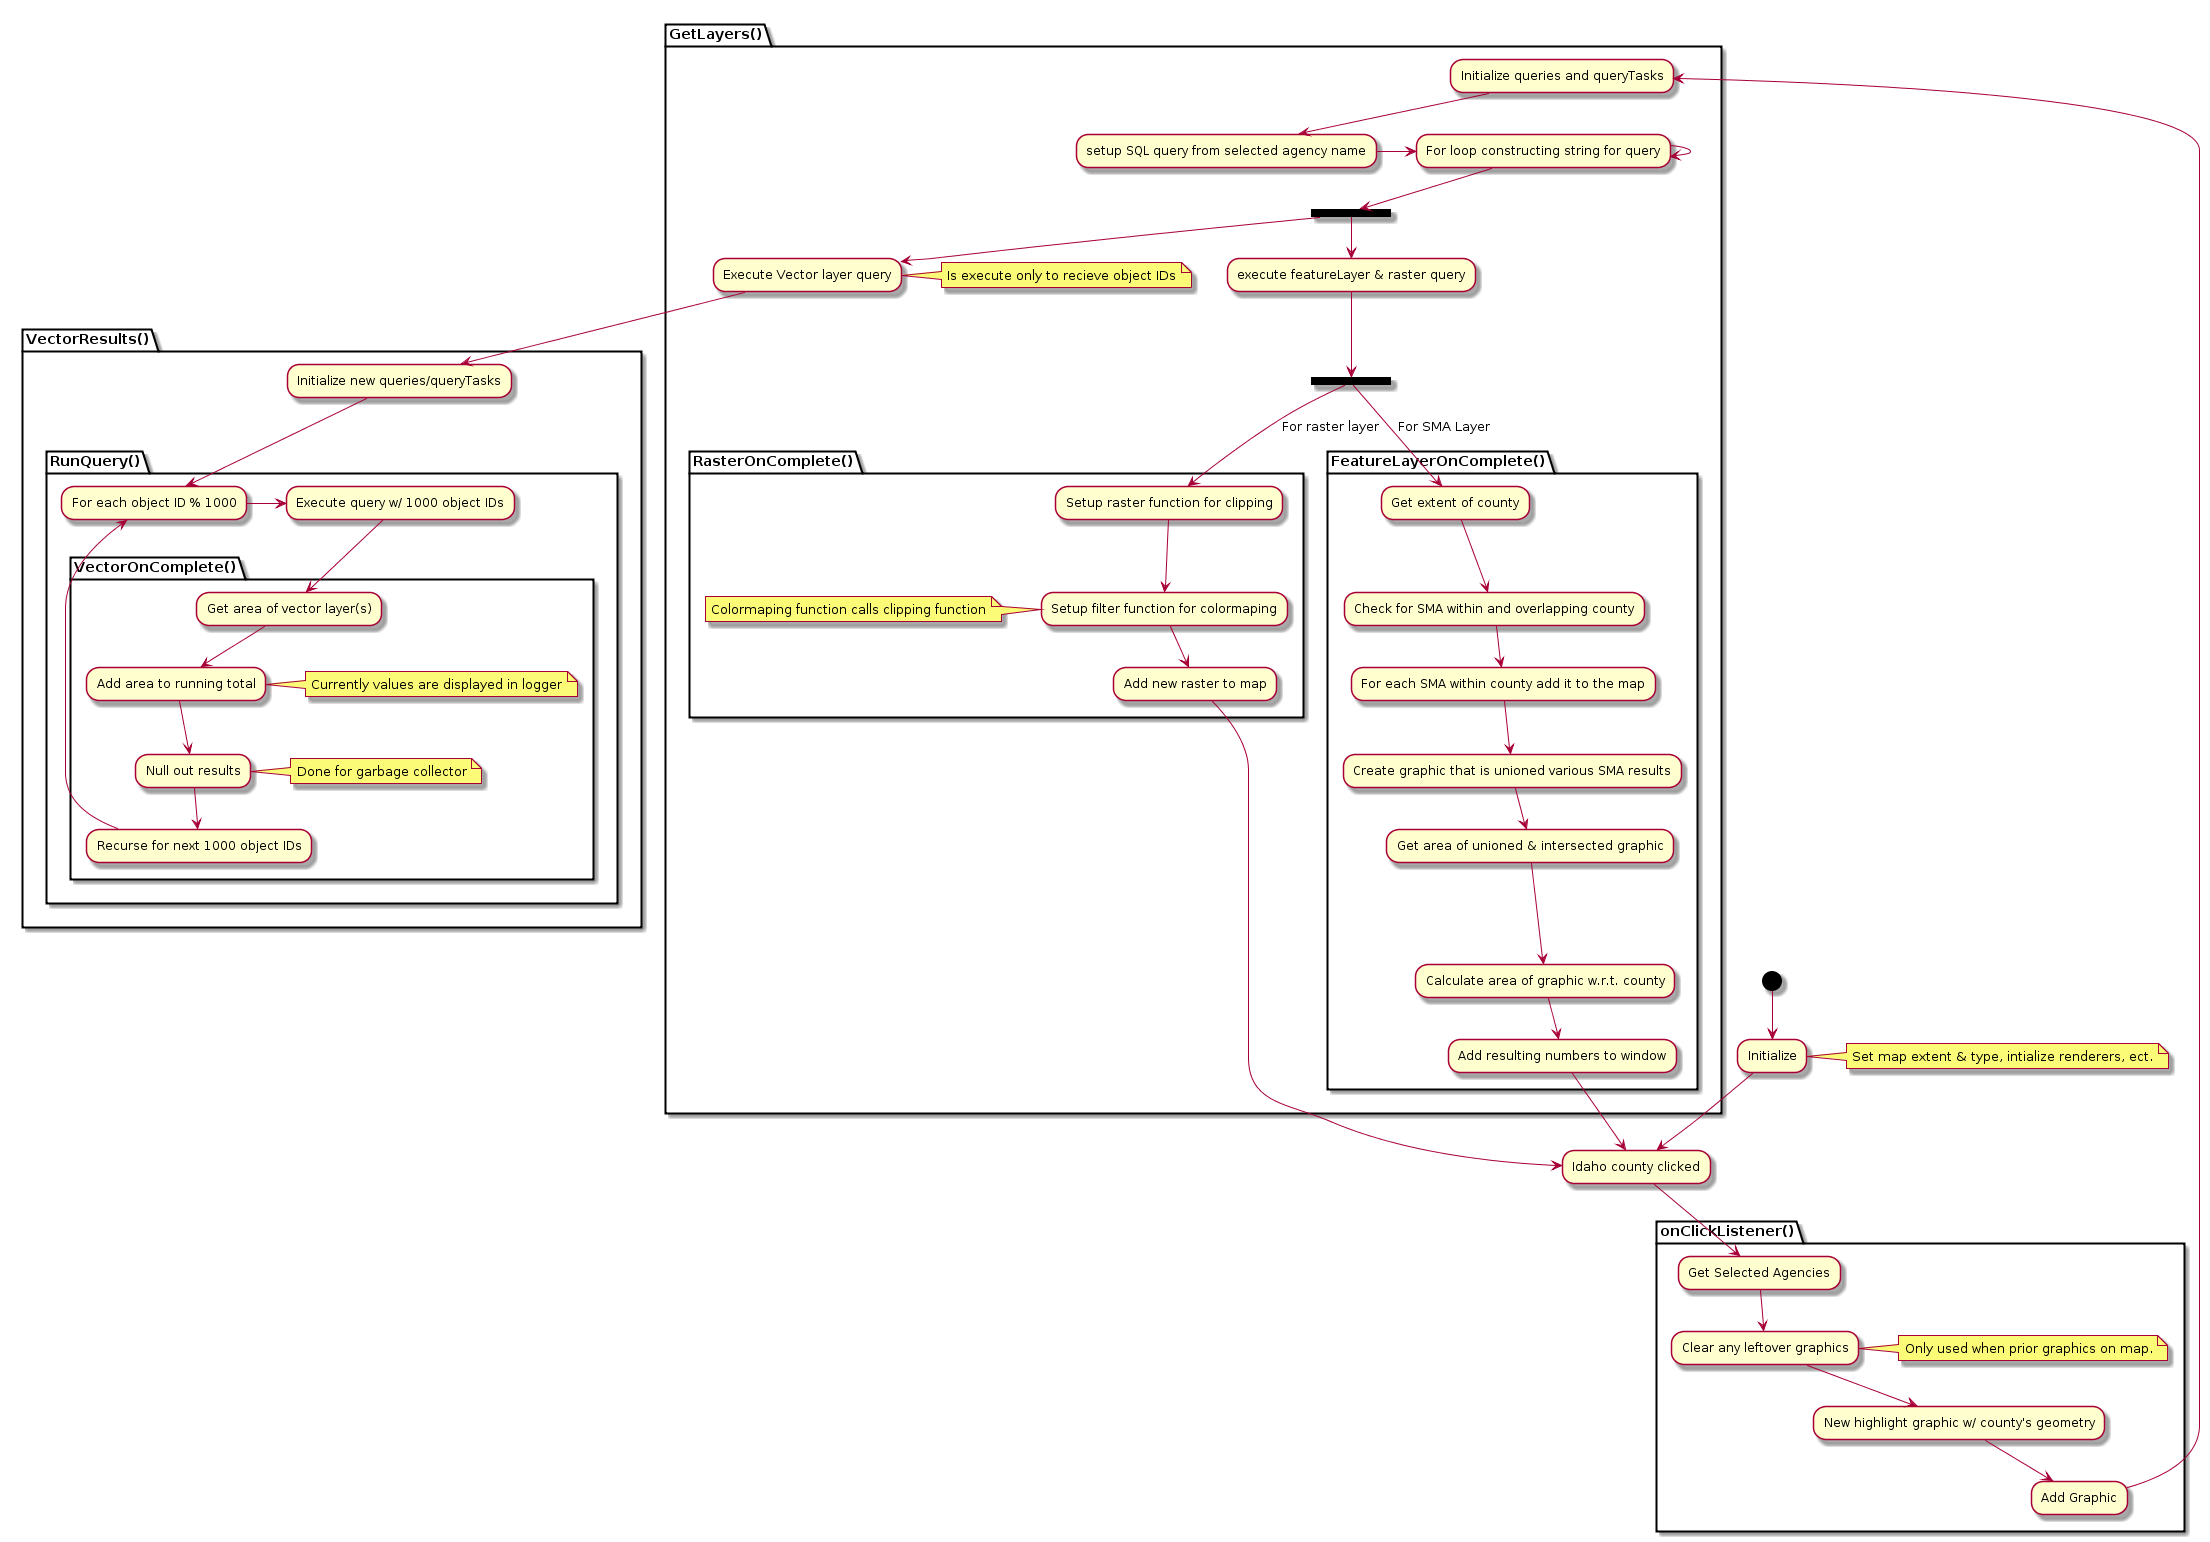 GetLayers()
Initialize queries and queryTasks
setup SQL query from selected agency name
For loop constructing string for query
Execute Vector layer query
Is execute only to recieve object IDs
execute featureLayer & raster query
VectorResults()
Initialize new queries/queryTasks
For raster layer
For SMA Layer
RunQuery()
RasterOnComplete()
FeatureLayerOnComplete()
For each object ID % 1000
Execute query w/ 1000 object IDs
Setup raster function for clipping
Get extent of county
VectorOnComplete()
Get area of vector layer(s)
Colormaping function calls clipping function
Setup filter function for colormaping
Check for SMA within and overlapping county
Add area to running total
Currently values are displayed in logger
Add new raster to map
For each SMA within county add it to the map
Null out results
Done for garbage collector
Create graphic that is unioned various SMA results
Recurse for next 1000 object IDs
Get area of unioned & intersected graphic
Calculate area of graphic w.r.t. county
Add resulting numbers to window
Initialize
Set map extent & type, intialize renderers, ect.
Idaho county clicked
onClickListener()
Get Selected Agencies
Clear any leftover graphics
Only used when prior graphics on map.
New highlight graphic w/ county's geometry
Add Graphic